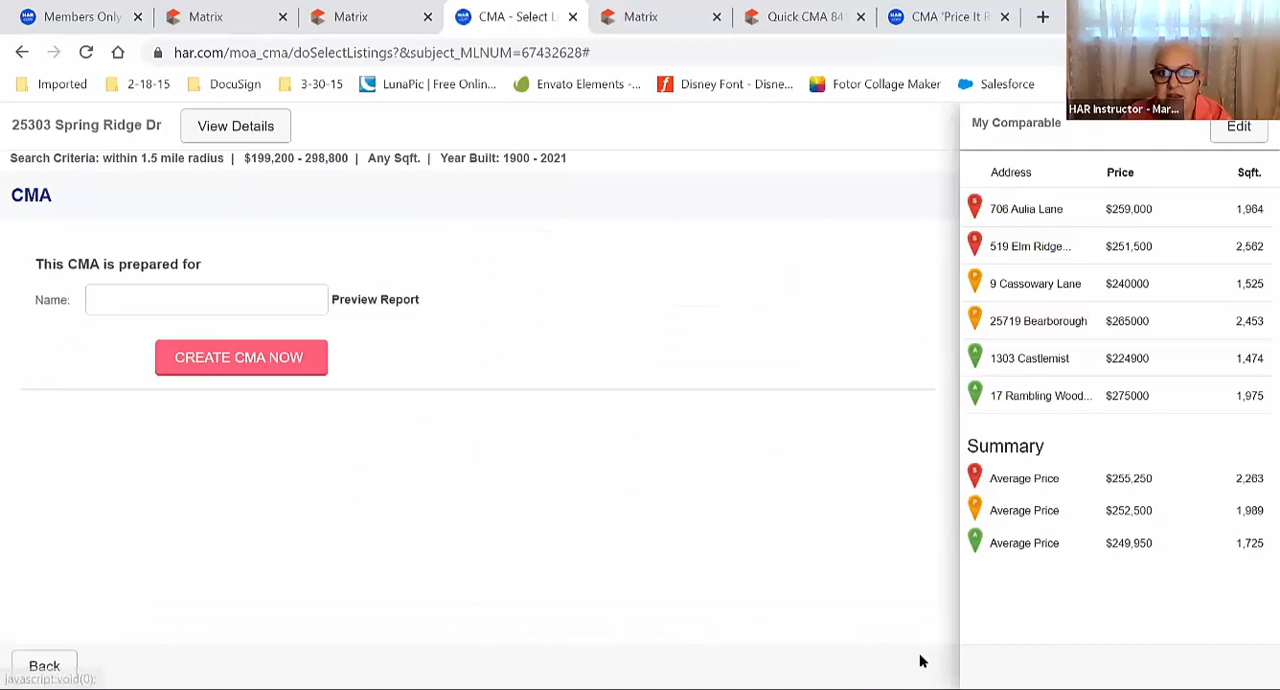 Members Only
Matrix
Matrix
CMA - Select Li
Matrix
Quick CMA 841
CMA 'Price It R
har.com/moa_cma/doSelectListings?&subject_MLNUM=67432628#
Imported
2-18-15
DocuSign
3-30-15
LunaPic | Free Onlin...
Envato Elements -...
Disney Font - Disne...
Fotor Collage Maker
Salesforce
HAR Instructor - Mar...
25303 Spring Ridge Dr
View Details
My Comparable
Edit
Search Criteria: within 1.5 mile radius | $199,200 - 298,800 | Any Sqft. | Year Built: 1900 - 2021
CMA
This CMA is prepared for
Name:
Preview Report
CREATE CMA NOW
Address Price Sqft.
S 706 Aulia Lane $259,000 1,964
S 519 Elm Ridge... $251,500 2,562
P 9 Cassowary Lane $240000 1,525
P 25719 Bearborough $265000 2,453
A 1303 Castlemist $224900 1,474
A 17 Rambling Wood... $275000 1,975
Summary
S Average Price $255,250 2,263
P Average Price $252,500 1,989
A Average Price $249,950 1,725
Back
javascript:void(0);